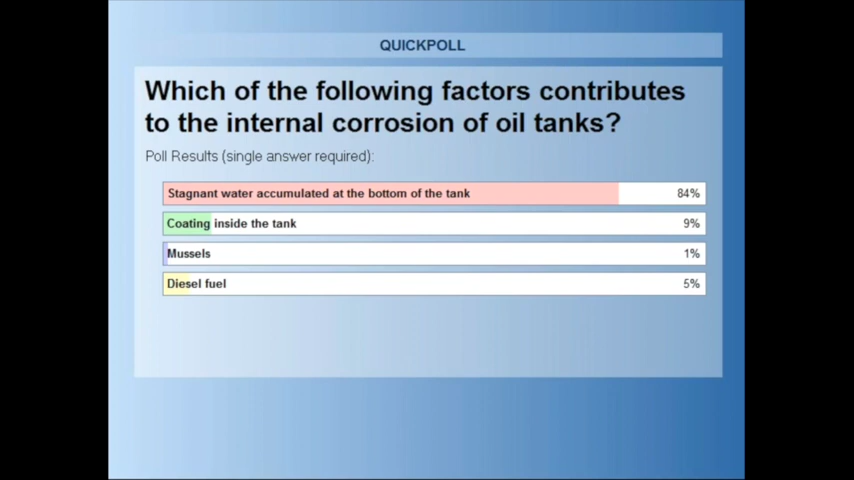 QUICKPOLL
Which of the following factors contributes
to the internal corrosion of oil tanks?
Poll Results (single answer required):
Stagnant water accumulated at the bottom of the tank 84%
Coating inside the tank 9%
Mussels 1%
Diesel fuel 5%